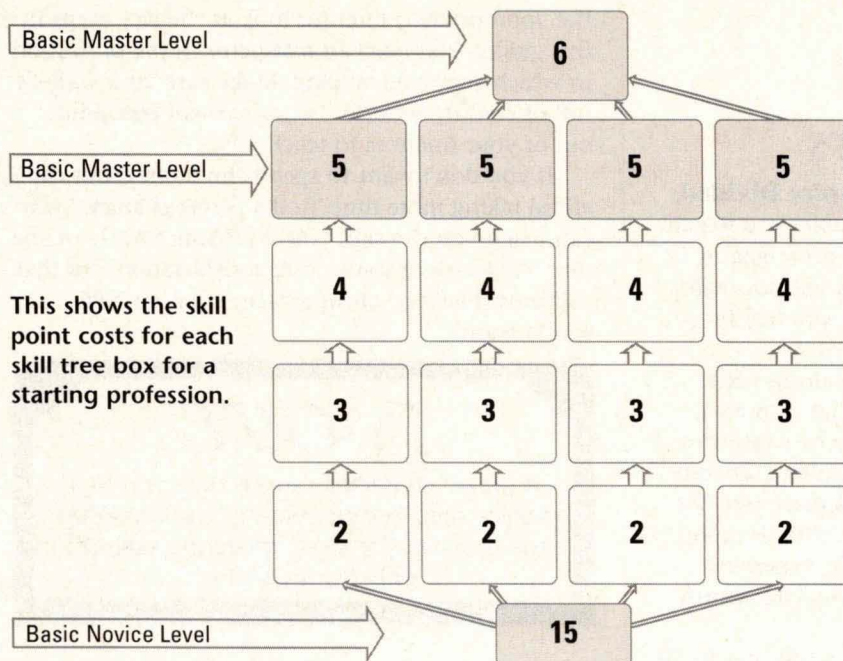 Basic Master Level
6
Basic Master Level
5 5 5 5
4 4 4 4
This shows the skill
point costs for each
skill tree box for a
starting profession.
3 3 3 3
2 2 2 2
Basic Novice Level
15